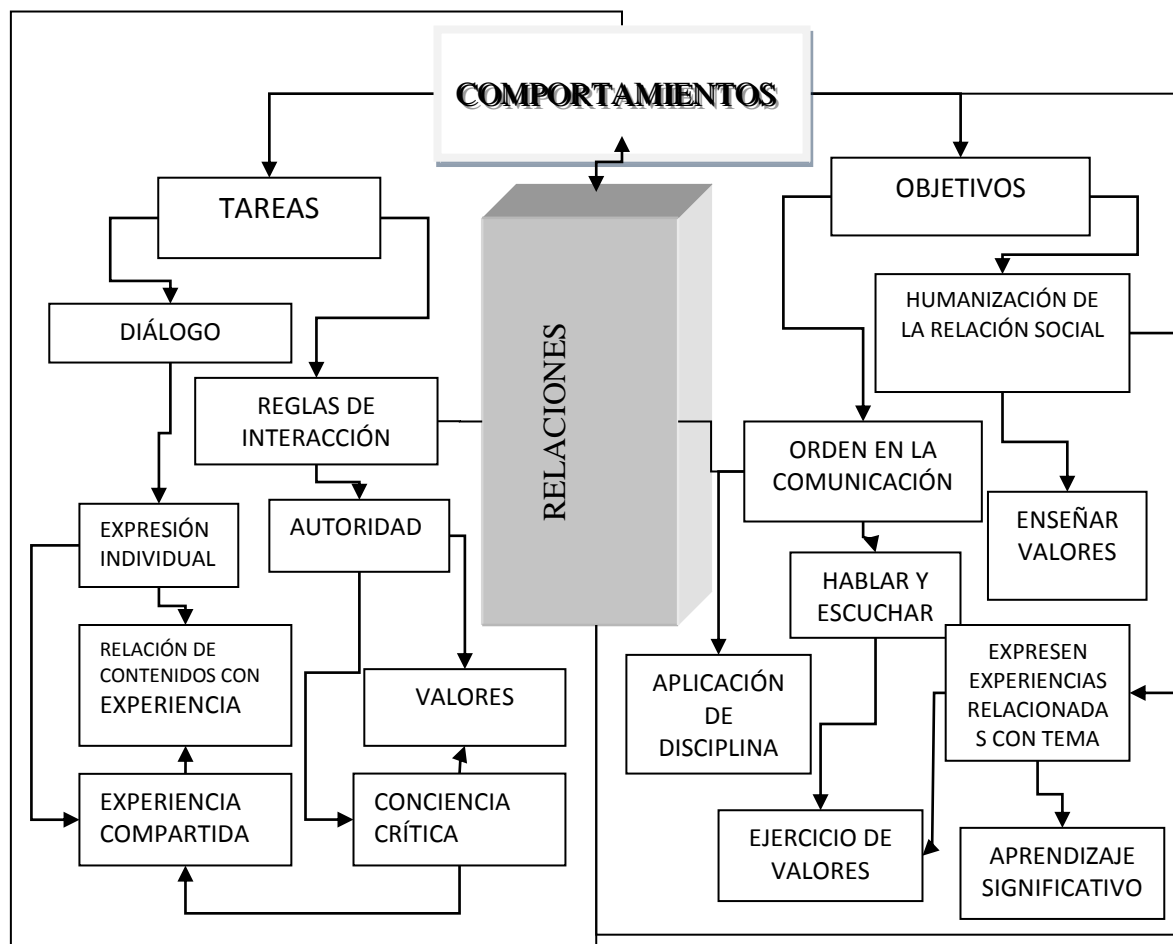 COMPORTAMIENTOS
TAREAS
OBJETIVOS
DIÁLOGO
HUMANIZACIÓN DE
LA RELACIÓN SOCIAL
REGLAS DE
INTERACCIÓN
RELACIONES
ORDEN EN LA
COMUNICACIÓN
EXPRESIÓN
INDIVIDUAL
AUTORIDAD
ENSEÑAR
VALORES
HABLAR Y
ESCUCHAR
RELACIÓN DE
CONTENIDOS CON
EXPERIENCIA
VALORES
APLICACIÓN
DE
DISCIPLINA
EXPRESEN
EXPERIENCIAS
RELACIONADA
S CON TEMA
EXPERIENCIA
COMPARTIDA
CONCIENCIA
CRÍTICA
EJERCICIO DE
VALORES
APRENDIZAJE
SIGNIFICATIVO